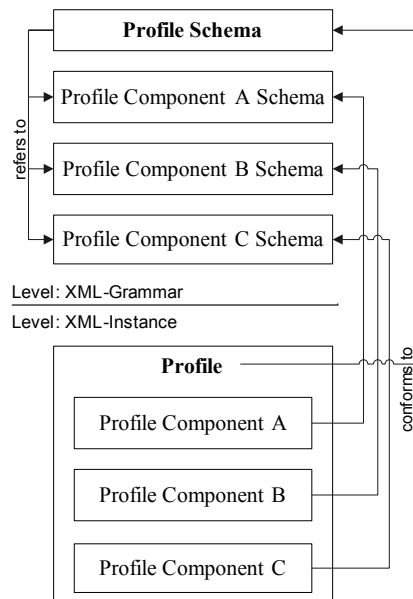 Profile Schema
Profile Component A Schema
Profile Component B Schema
Profile Component C Schema
refers to
Level: XML-Grammar
Level: XML-Instance
Profile
Profile Component A
Profile Component B
Profile Component C
conforms to